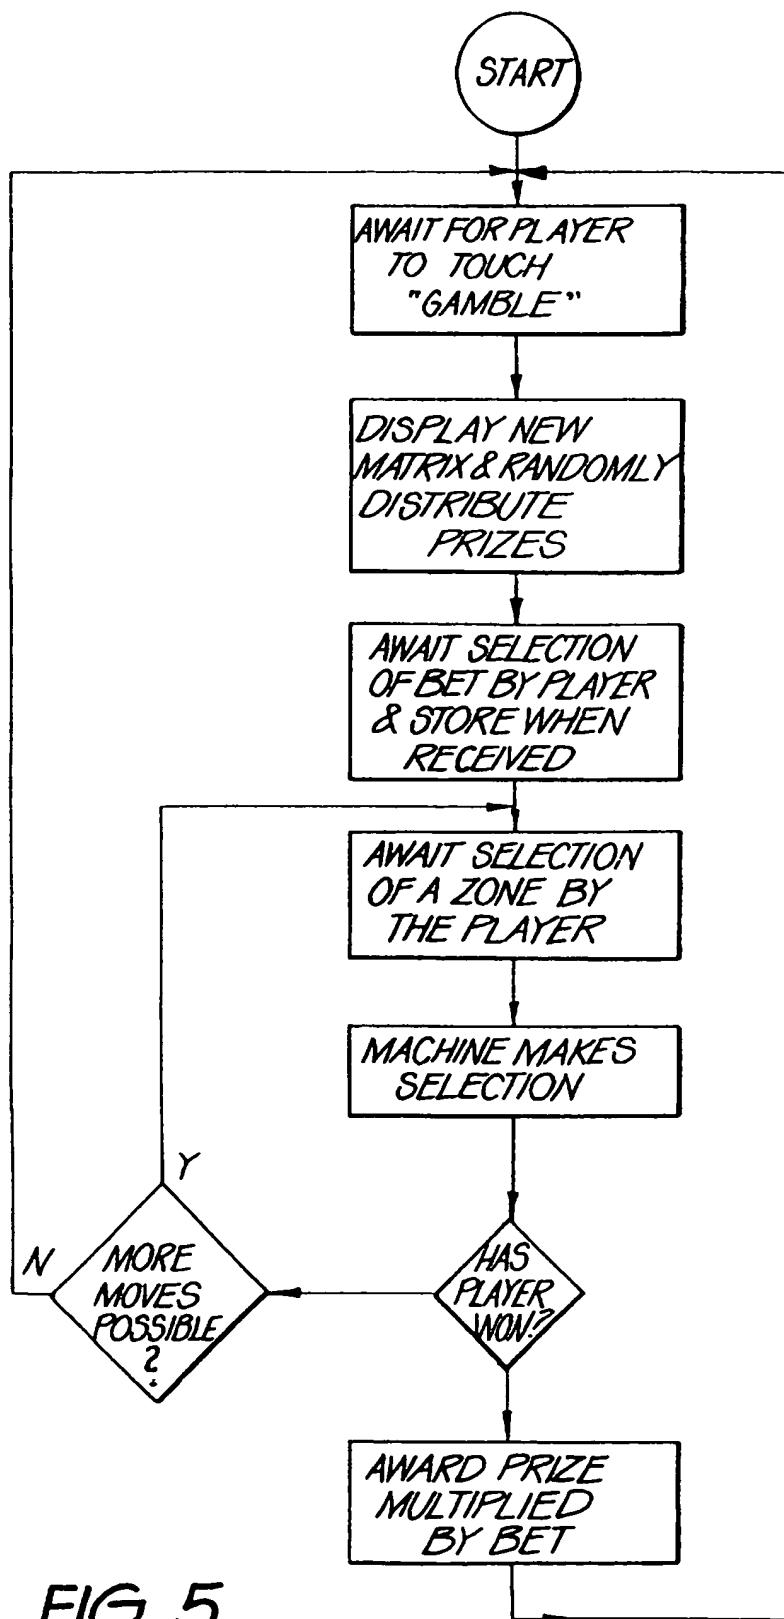 START
AWAIT FOR PLAYER
TO TOUCH
"GAMBLE"
DISPLAY NEW
MATRIX & RANDOMLY
DISTRIBUTE
PRIZES
AWAIT SELECTION
OF BET BY PLAYER
& STORE WHEN
RECEIVED
AWAIT SELECTION
OF A ZONE BY
THE PLAYER
MACHINE MAKES
SELECTION
Y
N
MORE
MOVES
POSSIBLE
?
HAS
PLAYER
WON?
AWARD PRIZE
MULTIPLIED
BY BET
FIG. 5